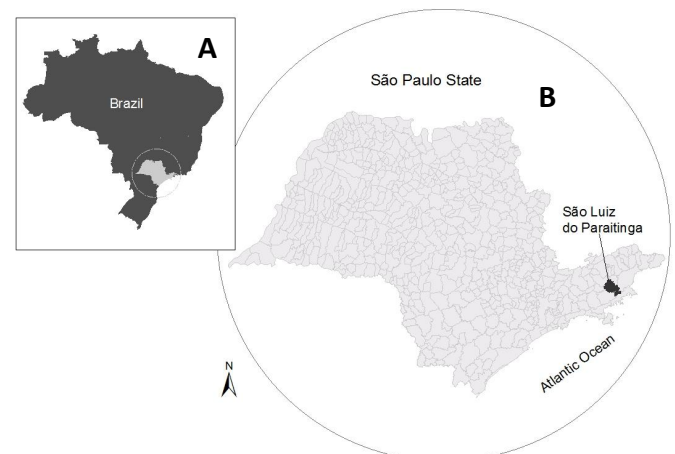 A
Brazil
São Paulo State
B
São Luiz
do Paraitinga
Atlantic Ocean
N